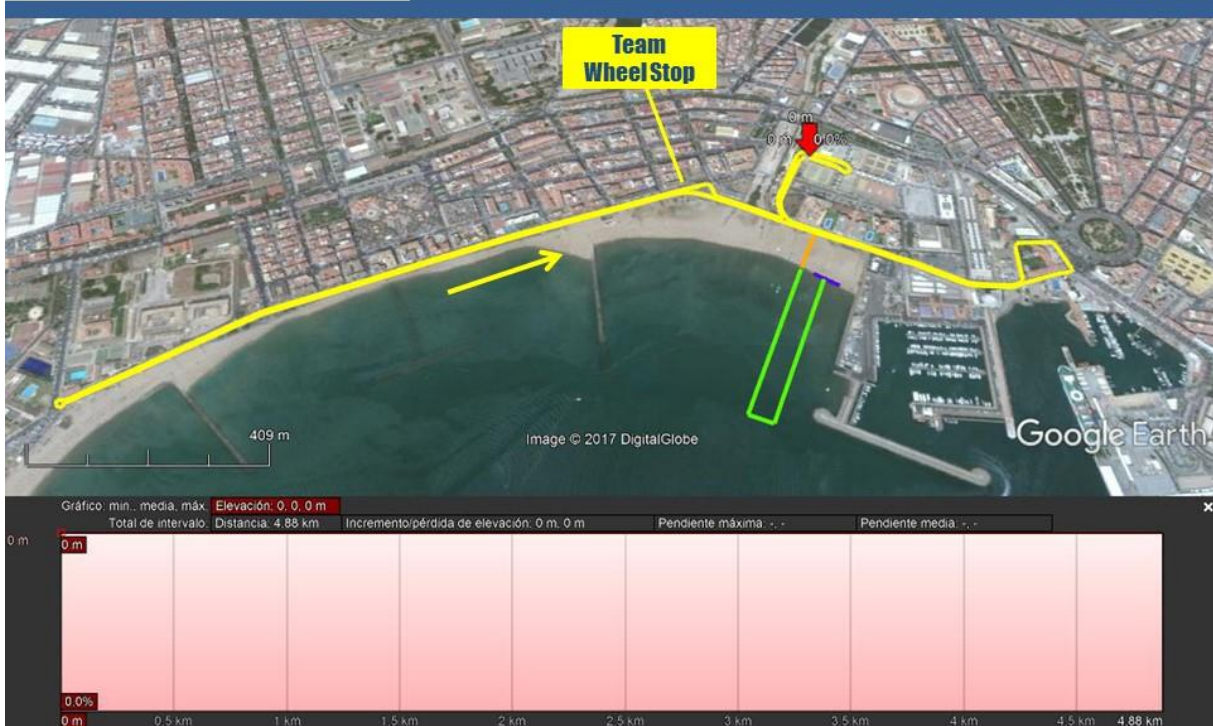 Team
Wheel Stop
0 m
0 m 0.0%
409 m
Image © 2017 DigitalGlobe
Google Earth
Gráfico: min., media, máx. Elevación: 0, 0, 0 m
Total de intervalo: Distancia: 4.88 km Incremento/pérdida de elevación: 0 m, 0 m Pendiente máxima: -, - Pendiente media: -, -
0 m 0 m
0.0%
0 m 0.5 km 1 km 1.5 km 2 km 2.5 km 3 km 3.5 km 4 km 4.5 km 4.88 km